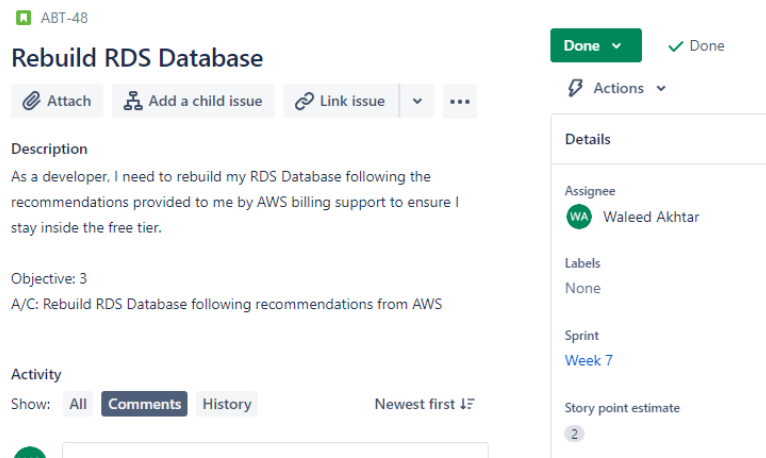 ABT-48
Rebuild RDS Database
Attach
Add a child issue
Link issue
Description
As a developer, I need to rebuild my RDS Database following the
recommendations provided to me by AWS billing support to ensure I
stay inside the free tier.
Objective: 3
A/C: Rebuild RDS Database following recommendations from AWS
Activity
Show: All Comments History Newest first
Done Done
Actions
Details
Assignee
WA Waleed Akhtar
Labels
None
Sprint
Week 7
Story point estimate
2